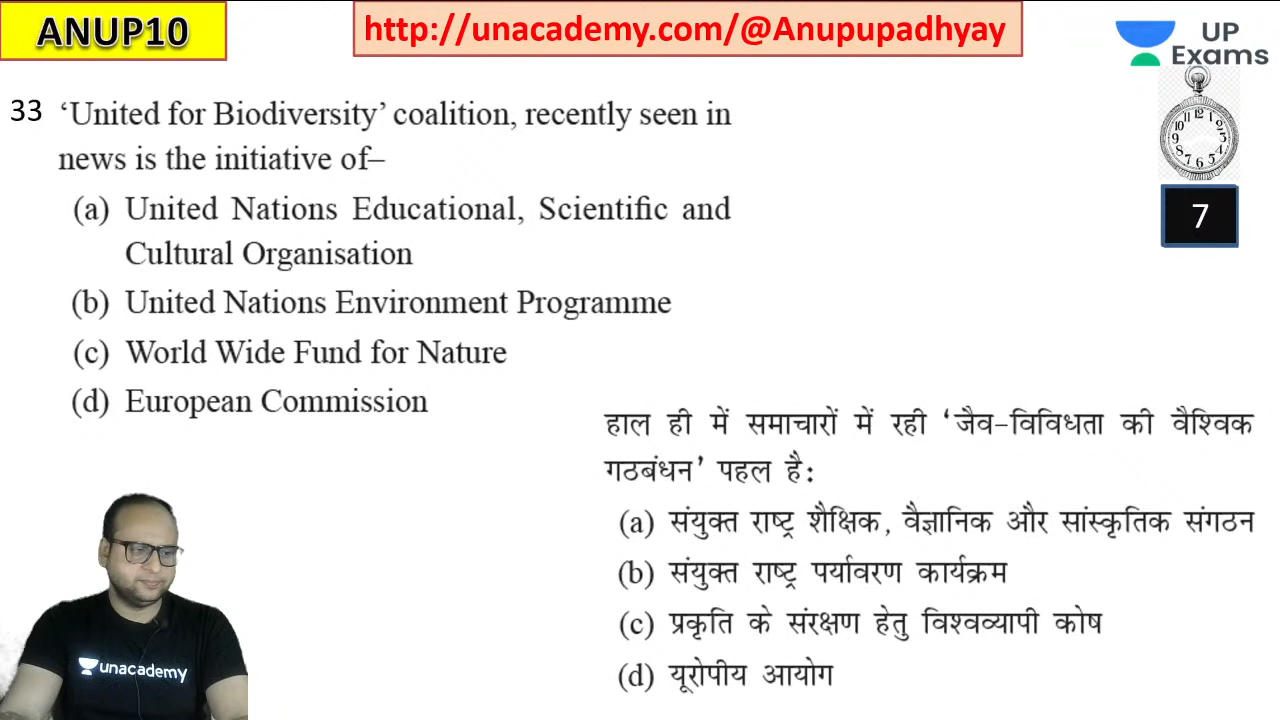 ANUP10
http://unacademy.com/@Anupupadhyay
UP
Exams
33 ‘United for Biodiversity’ coalition, recently seen in
news is the initiative of–
(a) United Nations Educational, Scientific and
Cultural Organisation
(b) United Nations Environment Programme
(c) World Wide Fund for Nature
(d) European Commission
7
हाल ही में समाचारों में रही ‘जैव-विविधता की वैश्विक
गठबंधन’ पहल है:
(a) संयुक्त राष्ट्र शैक्षिक, वैज्ञानिक और सांस्कृतिक संगठन
(b) संयुक्त राष्ट्र पर्यावरण कार्यक्रम
(c) प्रकृति के संरक्षण हेतु विश्वव्यापी कोष
(d) यूरोपीय आयोग
unacademy